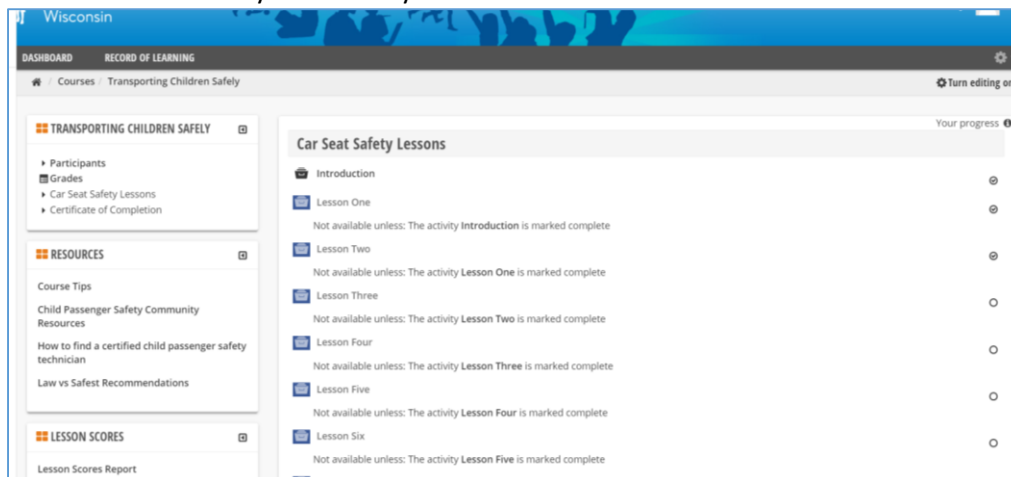 Wisconsin
DASHBOARD RECORD OF LEARNING
Courses / Transporting Children Safely
Turn editing on
TRANSPORTING CHILDREN SAFELY
Participants
Grades
Car Seat Safety Lessons
Certificate of Completion
RESOURCES
Course Tips
Child Passenger Safety Community
Resources
How to find a certified child passenger safety
technician
Law vs Safest Recommendations
LESSON SCORES
Lesson Scores Report
Your progress
Car Seat Safety Lessons
Introduction
Lesson One
Not available unless: The activity Introduction is marked complete
Lesson Two
Not available unless: The activity Lesson One is marked complete
Lesson Three
Not available unless: The activity Lesson Two is marked complete
Lesson Four
Not available unless: The activity Lesson Three is marked complete
Lesson Five
Not available unless: The activity Lesson Four is marked complete
Lesson Six
Not available unless: The activity Lesson Five is marked complete